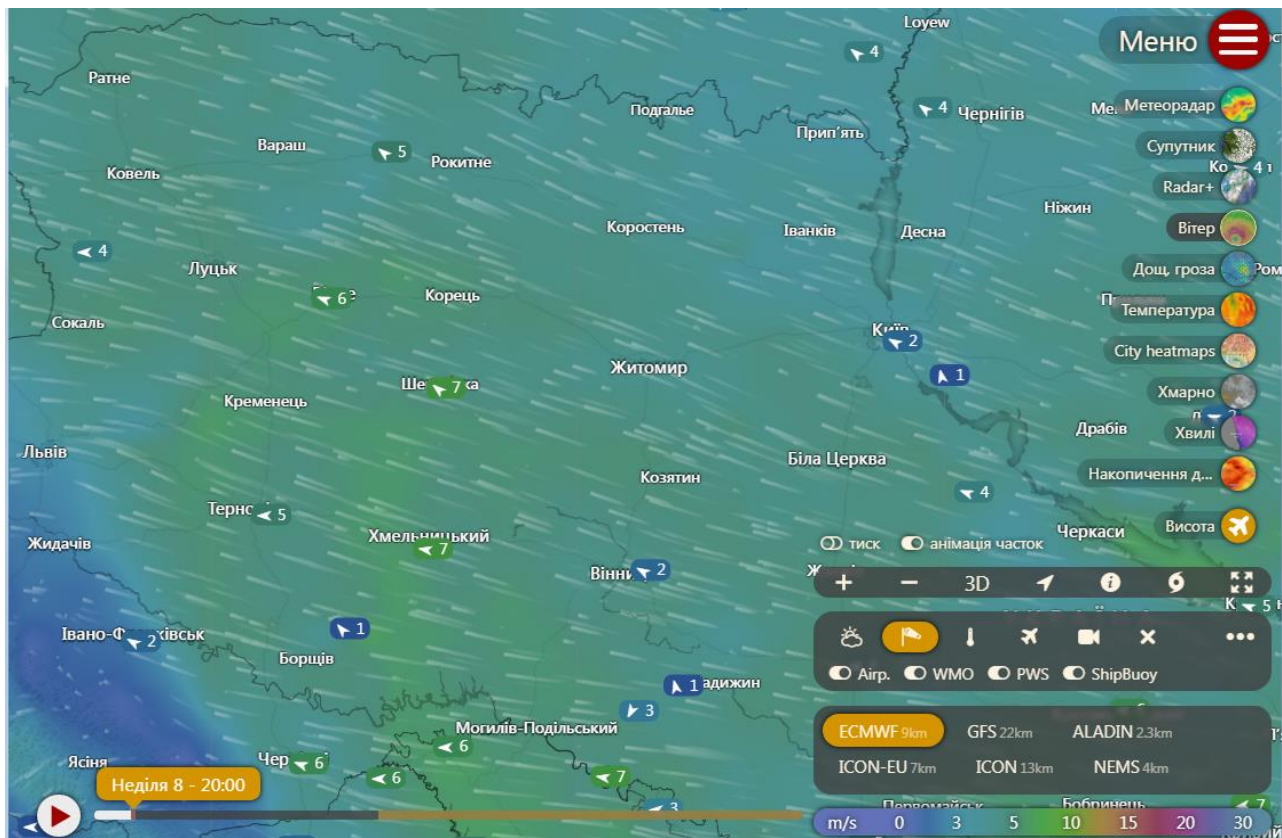 Loyew
Меню
4
Ратне
Метеорадар
Подгалье
4
Чернігів
Прип'ять
Вараш
5
Рокитне
Супутник
Ковель
4
Radar+
Ніжин
Коростень
Іванків
Десна
Вітер
4
Луцьк
Дощ, гроза
6
Корець
Сокаль
Температура
Київ
2
City heatmaps
Житомир
1
7
Кременець
Хмарно
2
Драбів
Хвилі
Львів
Біла Церква
Козятин
4
Накопичення д...
5
Жидачів
Хмельницький
7
Черкаси
Висота
тиск
анімація часток
2
3D
5
Івано-Франківськ
2
1
Борщів
Airp.
WMO
PWS
ShipBuoy
1
3
Могилів-Подільський
6
ECMWF 9km
GFS 22km
ALADIN 2.3km
Ясіня
6
6
7
ICON-EU 7km
ICON 13km
NEMS 4km
Неділя 8 - 20:00
3
Первомайськ
Бобринець
7
m/s 0 3 5 10 15 20 30